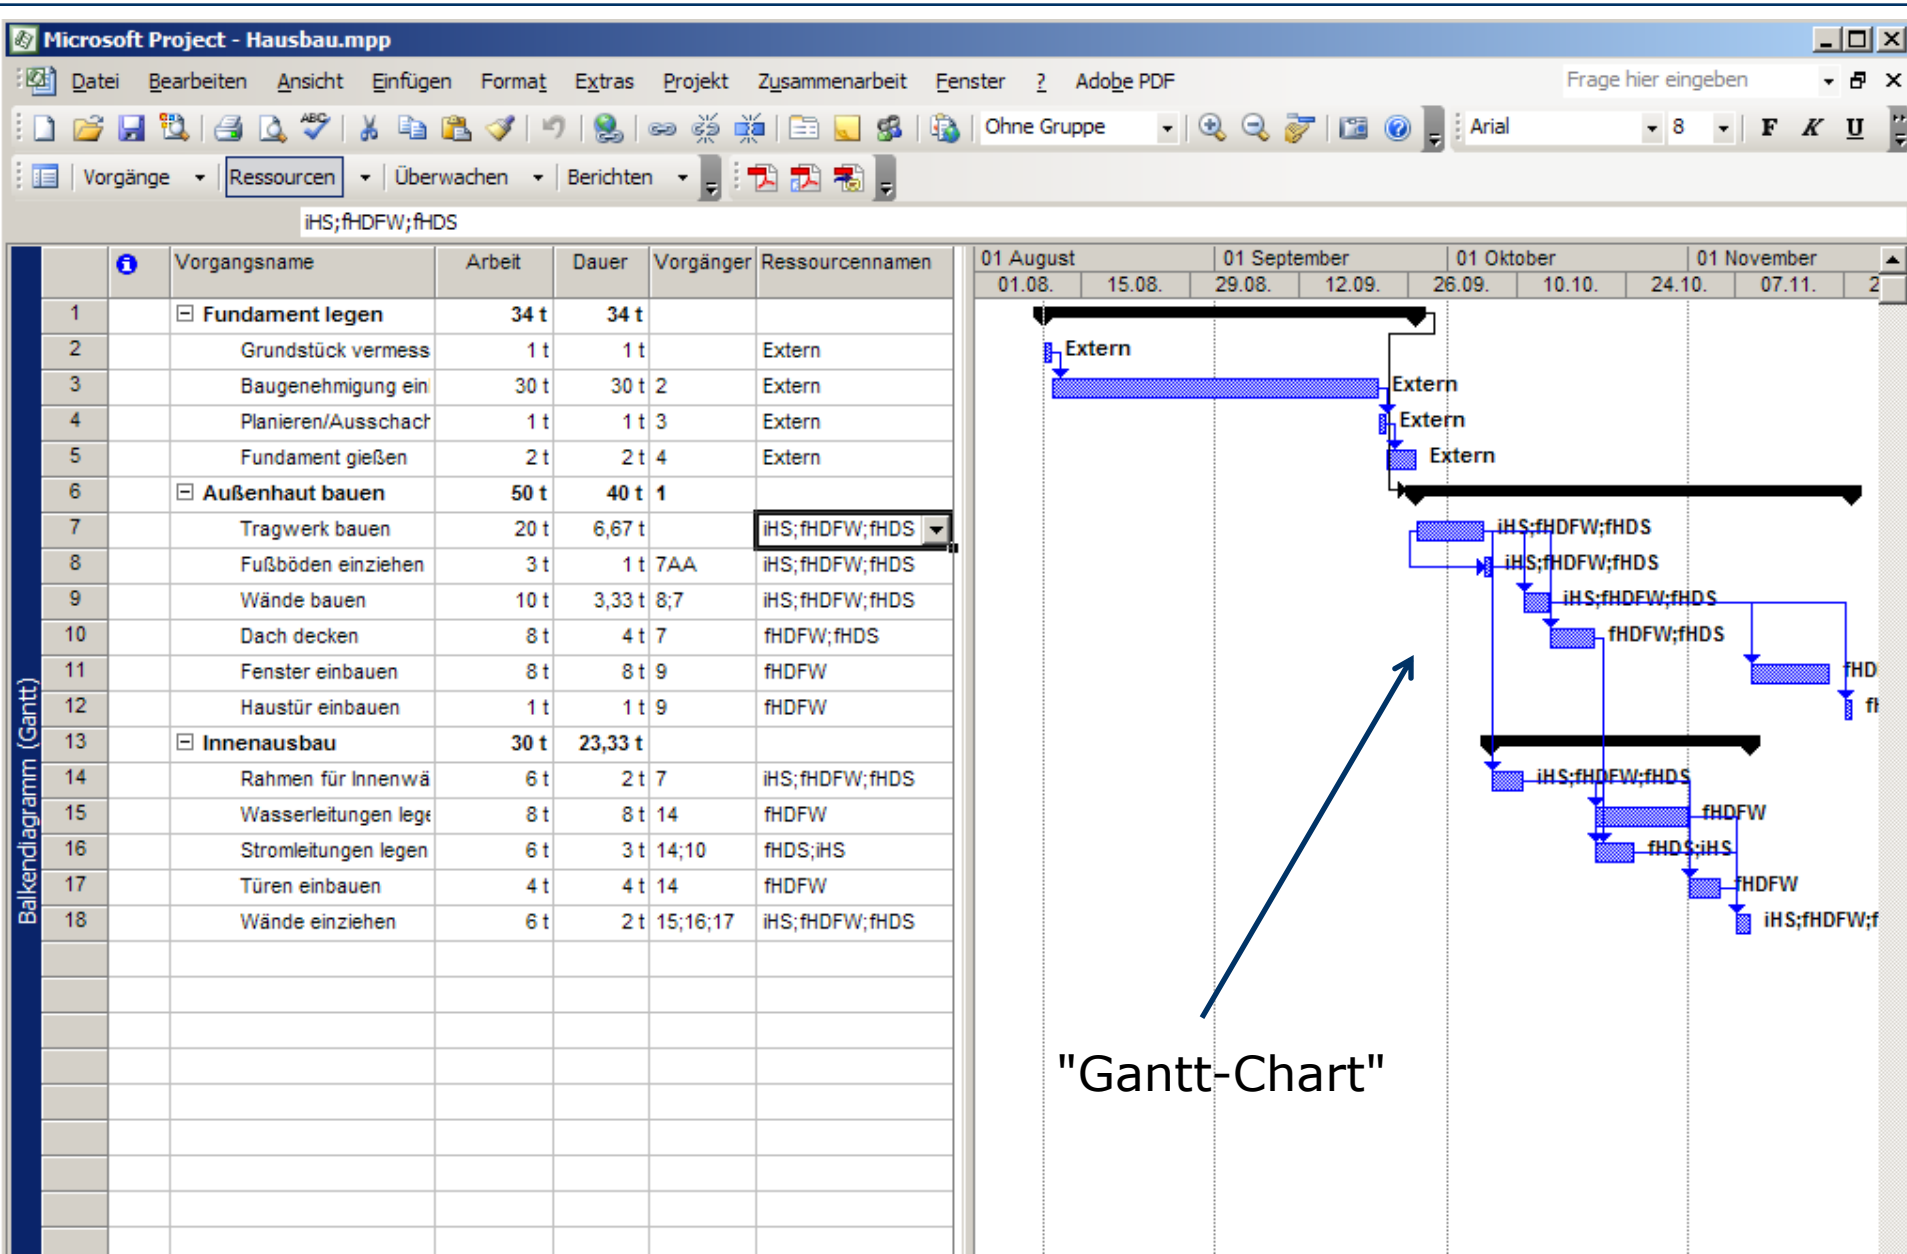 Microsoft Project - Hausbau.mpp
Datei Bearbeiten Ansicht Einfügen Format Extras Projekt Zusammenarbeit Fenster ? Adobe PDF Frage hier eingeben
ABC Ohne Gruppe Arial 8 F K U
Vorgänge Ressourcen Überwachen Berichten
iHS;fHDFW;fHDS
Vorgangsname Arbeit Dauer Vorgänger Ressourcennamen
01 August 01 September 01 Oktober 01 November
01.08. 15.08. 29.08. 12.09. 26.09. 10.10. 24.10. 07.11. 2
1 Fundament legen 34 t 34 t
2 Grundstück vermess 1 t 1 t Extern Extern
3 Baugenehmigung ein 30 t 30 t 2 Extern Extern
4 Planieren/Ausschach 1 t 1 t 3 Extern Extern
5 Fundament gießen 2 t 2 t 4 Extern Extern
6 Außenhaut bauen 50 t 40 t 1
7 Tragwerk bauen 20 t 6,67 t iHS;fHDFW;fHDS iHS;fHDFW;fHDS
8 Fußböden einziehen 3 t 1 t 7AA iHS;fHDFW;fHDS iHS;fHDFW;fHDS
9 Wände bauen 10 t 3,33 t 8;7 iHS;fHDFW;fHDS iHS;fHDFW;fHDS
10 Dach decken 8 t 4 t 7 fHDFW;fHDS fHDFW;fHDS
11 Fenster einbauen 8 t 8 t 9 fHDFW fHD
12 Haustür einbauen 1 t 1 t 9 fHDFW fH
13 Innenausbau 30 t 23,33 t
14 Rahmen für Innenwä 6 t 2 t 7 iHS;fHDFW;fHDS iHS;fHDFW;fHDS
15 Wasserleitungen lege 8 t 8 t 14 fHDFW fHDFW
16 Stromleitungen legen 6 t 3 t 14;10 fHDS;iHS fHDS;iHS
17 Türen einbauen 4 t 4 t 14 fHDFW fHDFW
18 Wände einziehen 6 t 2 t 15;16;17 iHS;fHDFW;fHDS iHS;fHDFW;f
Balkendiagramm (Gantt)
"Gantt-Chart"